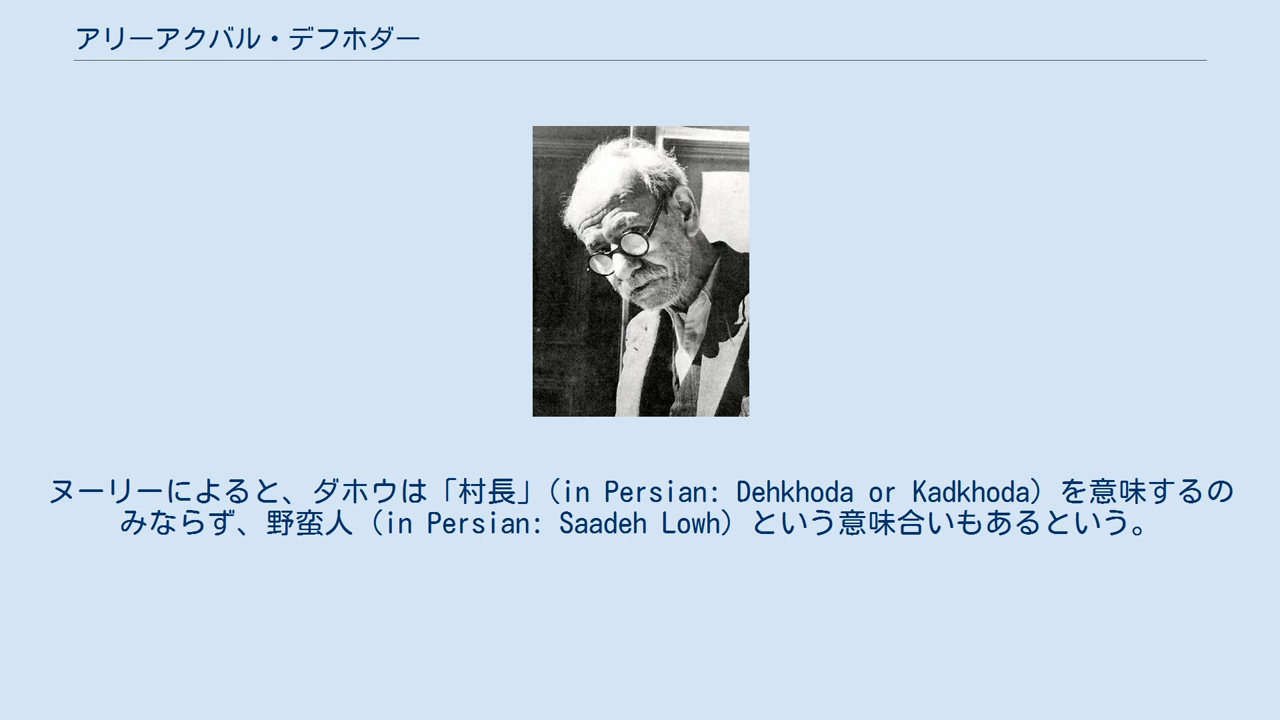 アリーアクバル・デフホダー
ヌーリーによると、ダホウは「村長」（in Persian: Dehkhoda or Kadkhoda）を意味するの
みならず、野蛮人（in Persian: Saadeh Lowh）という意味合いもあるという。